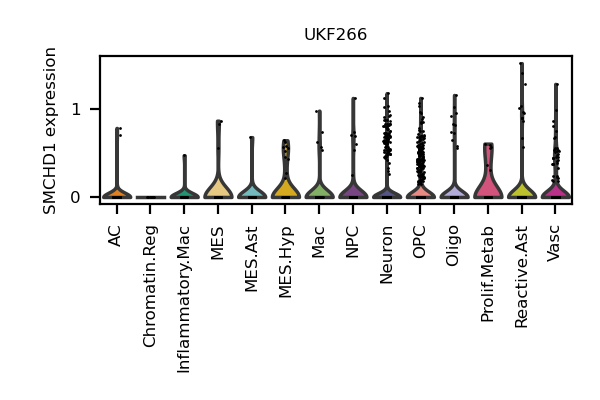 UKF266
SMCHD1 expression
1
0
AC
Chromatin.Reg
Inflammatory.Mac
MES
MES.Ast
MES.Hyp
Mac
NPC
Neuron
OPC
Oligo
Prolif.Metab
Reactive.Ast
Vasc